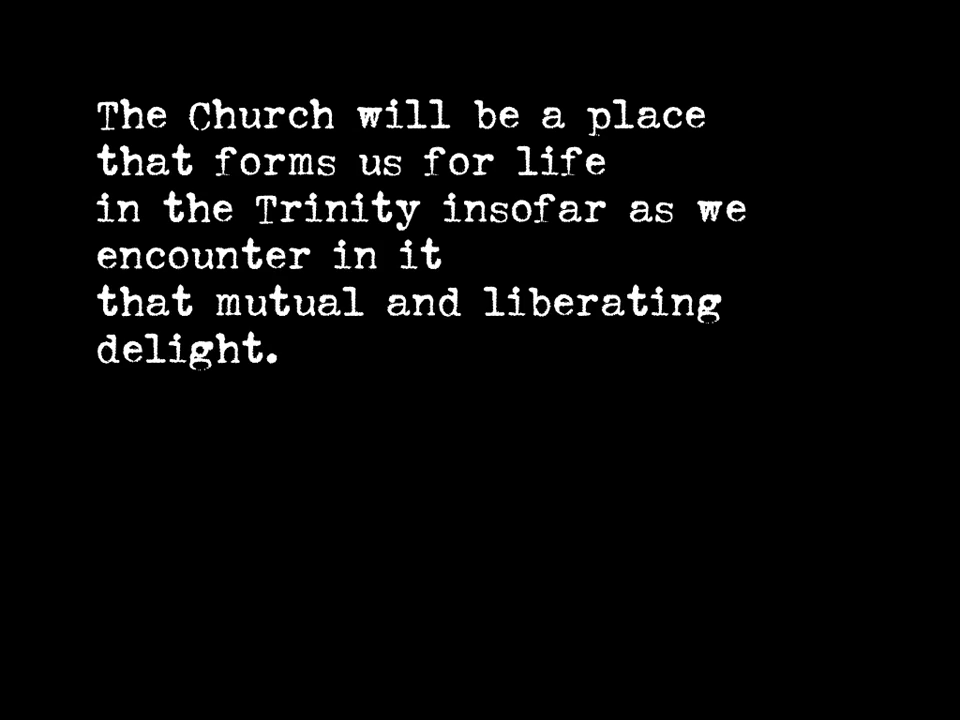 The Church will be a place
that forms us for life
in the Trinity insofar as we
encounter in it
that mutual and liberating
delight.